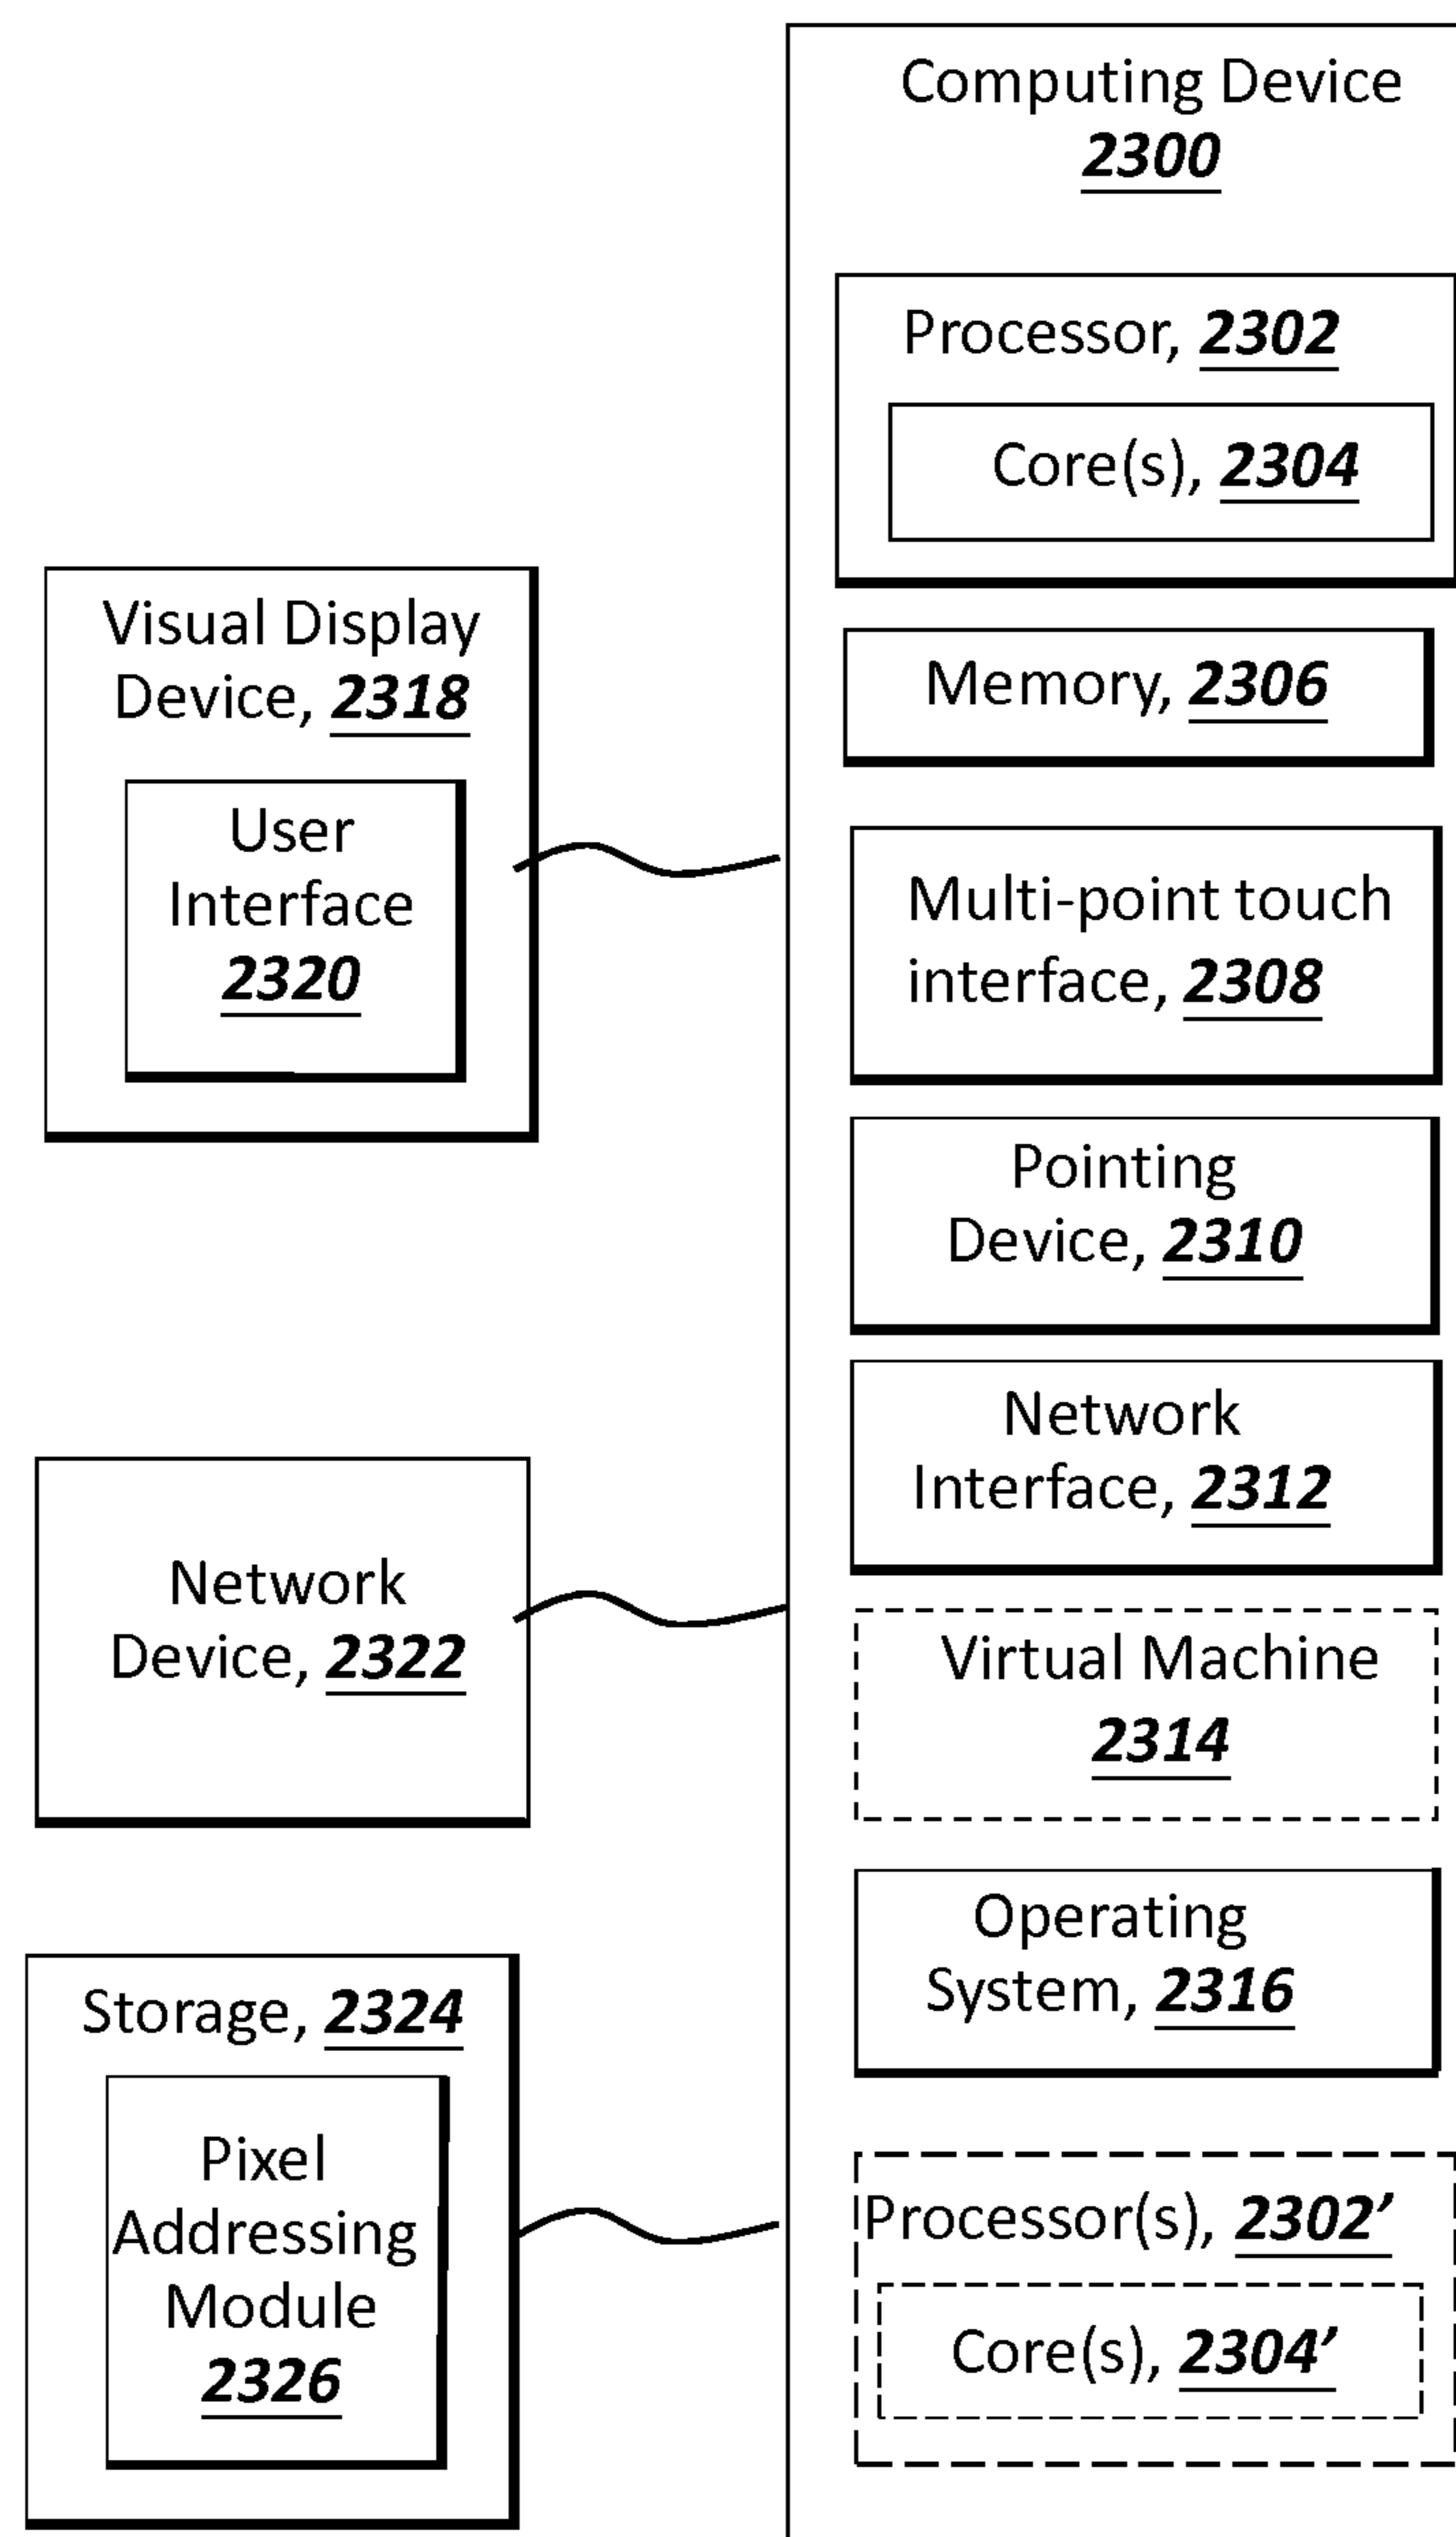 Computing Device
2300
Processor, 2302
Core(s), 2304
Memory, 2306
Multi-point touch
interface, 2308
Pointing
Device, 2310
Network
Interface, 2312
Virtual Machine
2314
Operating
System, 2316
Processor(s), 2302’
Core(s), 2304’
Visual Display
Device, 2318
User
Interface
2320
Network
Device, 2322
Storage, 2324
Pixel
Addressing
Module
2326